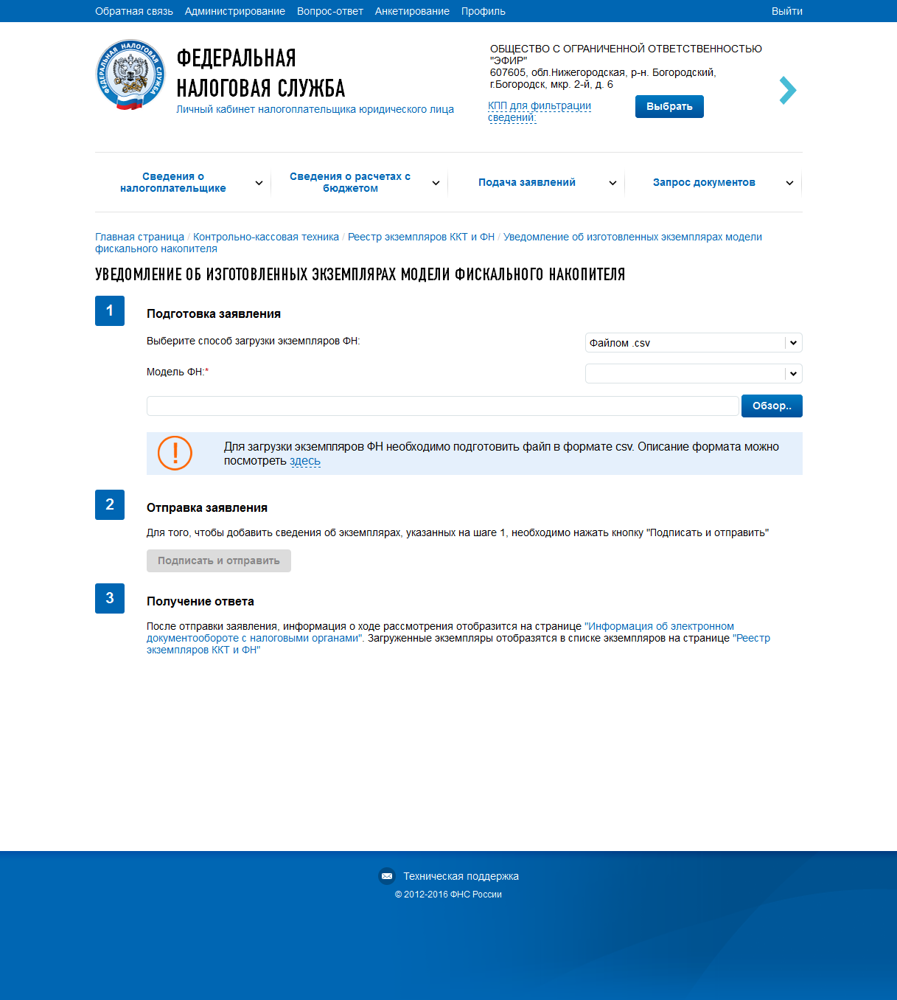 Обратная связь Администрирование Вопрос-ответ Анкетирование Профиль Выйти
ФЕДЕРАЛЬНАЯ НАЛОГОВАЯ СЛУЖБА
ФЕДЕРАЛЬНАЯ
НАЛОГОВАЯ СЛУЖБА
Личный кабинет налогоплательщика юридического лица
ОБЩЕСТВО С ОГРАНИЧЕННОЙ ОТВЕТСТВЕННОСТЬЮ
"ЭФИР"
607605, обл.Нижегородская, р-н. Богородский,
г.Богородск, мкр. 2-й, д. 6
КПП для фильтрации
сведений:
Выбрать
Сведения о
налогоплательщике
Сведения о расчетах с
бюджетом
Подача заявлений
Запрос документов
Главная страница / Контрольно-кассовая техника / Реестр экземпляров ККТ и ФН / Уведомление об изготовленных экземплярах модели
фискального накопителя
УВЕДОМЛЕНИЕ ОБ ИЗГОТОВЛЕННЫХ ЭКЗЕМПЛЯРАХ МОДЕЛИ ФИСКАЛЬНОГО НАКОПИТЕЛЯ
1
Подготовка заявления
Выберите способ загрузки экземпляров ФН:
Файлом .csv
Модель ФН:*
Обзор..
Для загрузки экземпляров ФН необходимо подготовить файл в формате csv. Описание формата можно
посмотреть здесь
2
Отправка заявления
Для того, чтобы добавить сведения об экземплярах, указанных на шаге 1, необходимо нажать кнопку "Подписать и отправить"
Подписать и отправить
3
Получение ответа
После отправки заявления, информация о ходе рассмотрения отобразится на странице "Информация об электронном
документообороте с налоговыми органами". Загруженные экземпляры отобразятся в списке экземпляров на странице "Реестр
экземпляров ККТ и ФН"
Техническая поддержка
© 2012-2016 ФНС России